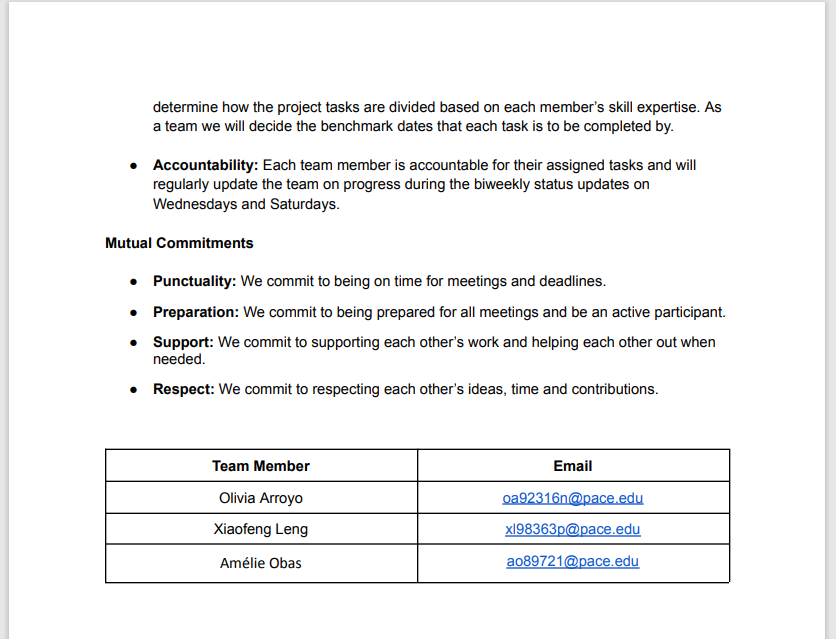 determine how the project tasks are divided based on each member’s skill expertise. As
a team we will decide the benchmark dates that each task is to be completed by.
● Accountability: Each team member is accountable for their assigned tasks and will
regularly update the team on progress during the biweekly status updates on
Wednesdays and Saturdays.
Mutual Commitments
● Punctuality: We commit to being on time for meetings and deadlines.
● Preparation: We commit to being prepared for all meetings and be an active participant.
● Support: We commit to supporting each other’s work and helping each other out when
needed.
● Respect: We commit to respecting each other’s ideas, time and contributions.
Team Member Email
Olivia Arroyo oa92316n@pace.edu
Xiaofeng Leng xl98363p@pace.edu
Amélie Obas ao89721@pace.edu